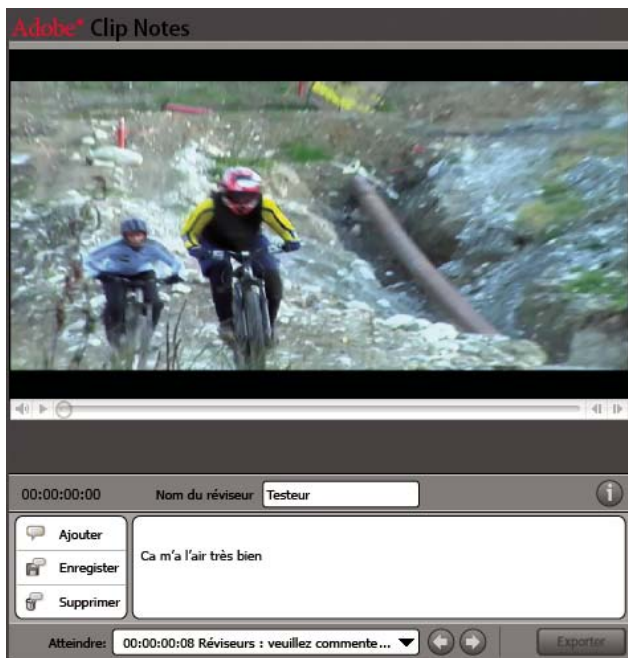 Adobe® Clip Notes
00:00:00:00 Nom du réviseur Testeur
Ajouter
Enregistrer
Supprimer
Ca m'a l'air très bien
Atteindre: 00:00:00:08 Réviseurs : veuillez commente... Exporter